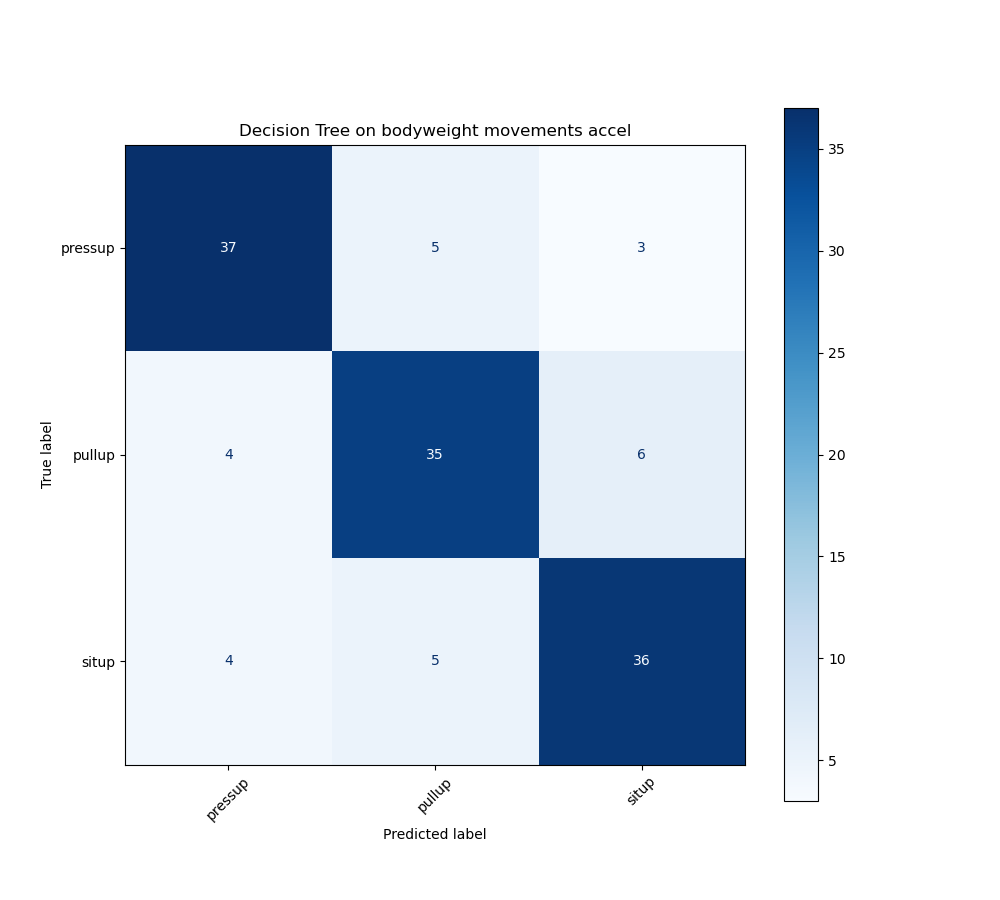 Decision Tree on bodyweight movements accel
True label
pressup
37
5
3
pullup
4
35
6
situp
4
5
36
pressup
pullup
situp
Predicted label
35
30
25
20
15
10
5